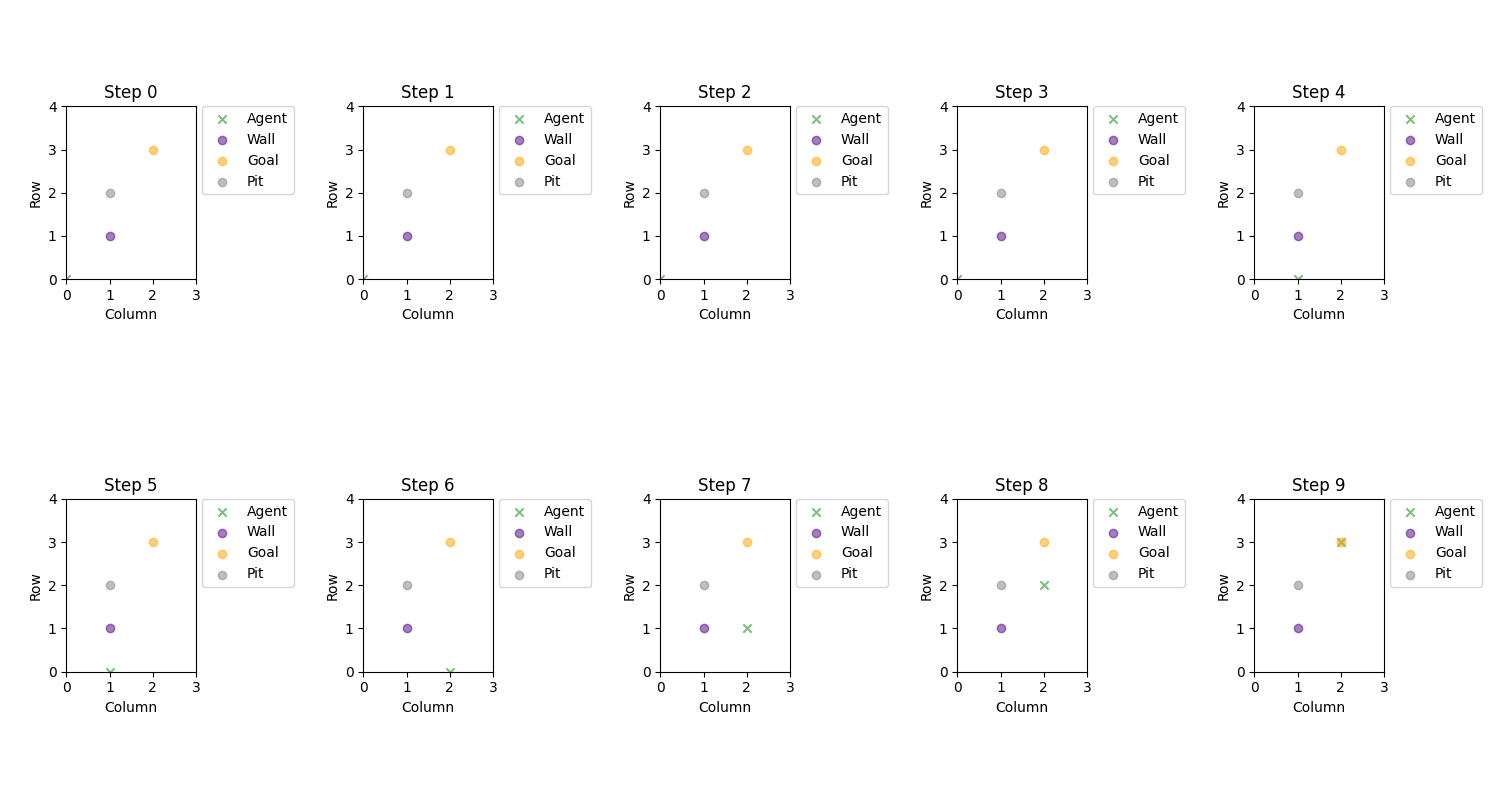 Step 0
Step 1
Step 2
Step 3
Step 4
4
3
2
1
0
Row
0 1 2 3
Column
Agent
Wall
Goal
Pit
4
3
2
1
0
Row
0 1 2 3
Column
Agent
Wall
Goal
Pit
4
3
2
1
0
Row
0 1 2 3
Column
Agent
Wall
Goal
Pit
4
3
2
1
0
Row
0 1 2 3
Column
Agent
Wall
Goal
Pit
4
3
2
1
0
Row
0 1 2 3
Column
Agent
Wall
Goal
Pit
Step 5
Step 6
Step 7
Step 8
Step 9
4
3
2
1
0
Row
0 1 2 3
Column
Agent
Wall
Goal
Pit
4
3
2
1
0
Row
0 1 2 3
Column
Agent
Wall
Goal
Pit
4
3
2
1
0
Row
0 1 2 3
Column
Agent
Wall
Goal
Pit
4
3
2
1
0
Row
0 1 2 3
Column
Agent
Wall
Goal
Pit
4
3
2
1
0
Row
0 1 2 3
Column
Agent
Wall
Goal
Pit